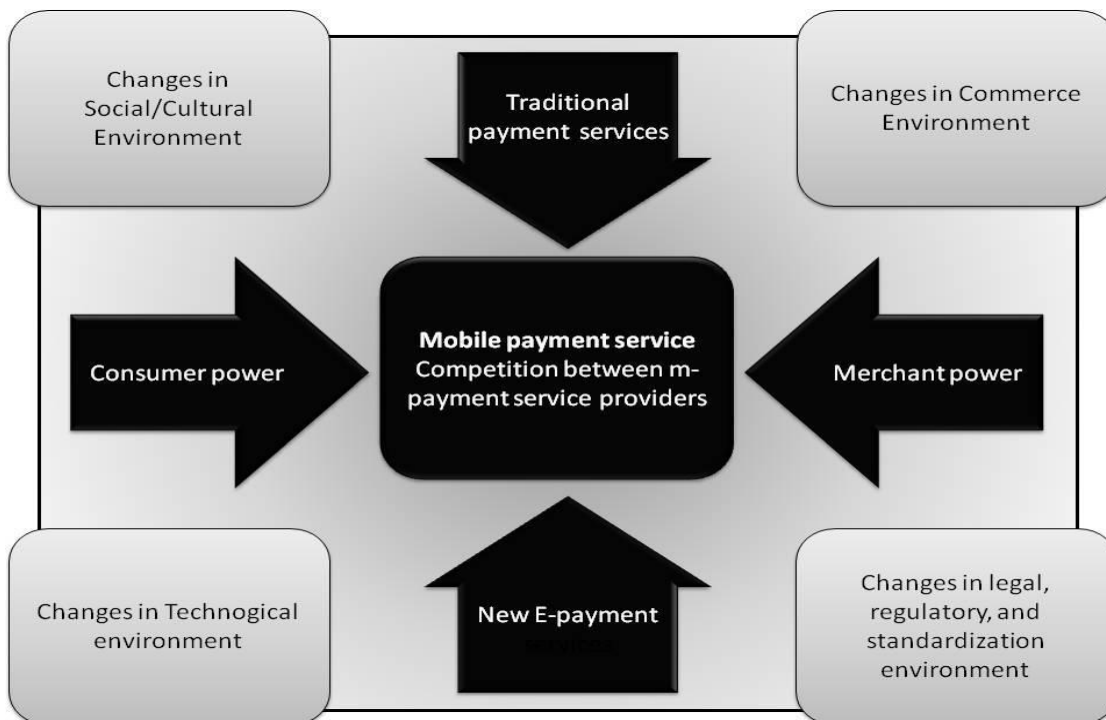 Changes in
Social/Cultural
Environment
Traditional
payment services
Changes in Commerce
Environment
Consumer power
Mobile payment service
Competition between m-
payment service providers
Merchant power
Changes in Technogical
environment
New E-payment
services
Changes in legal,
regulatory, and
standardization
environment